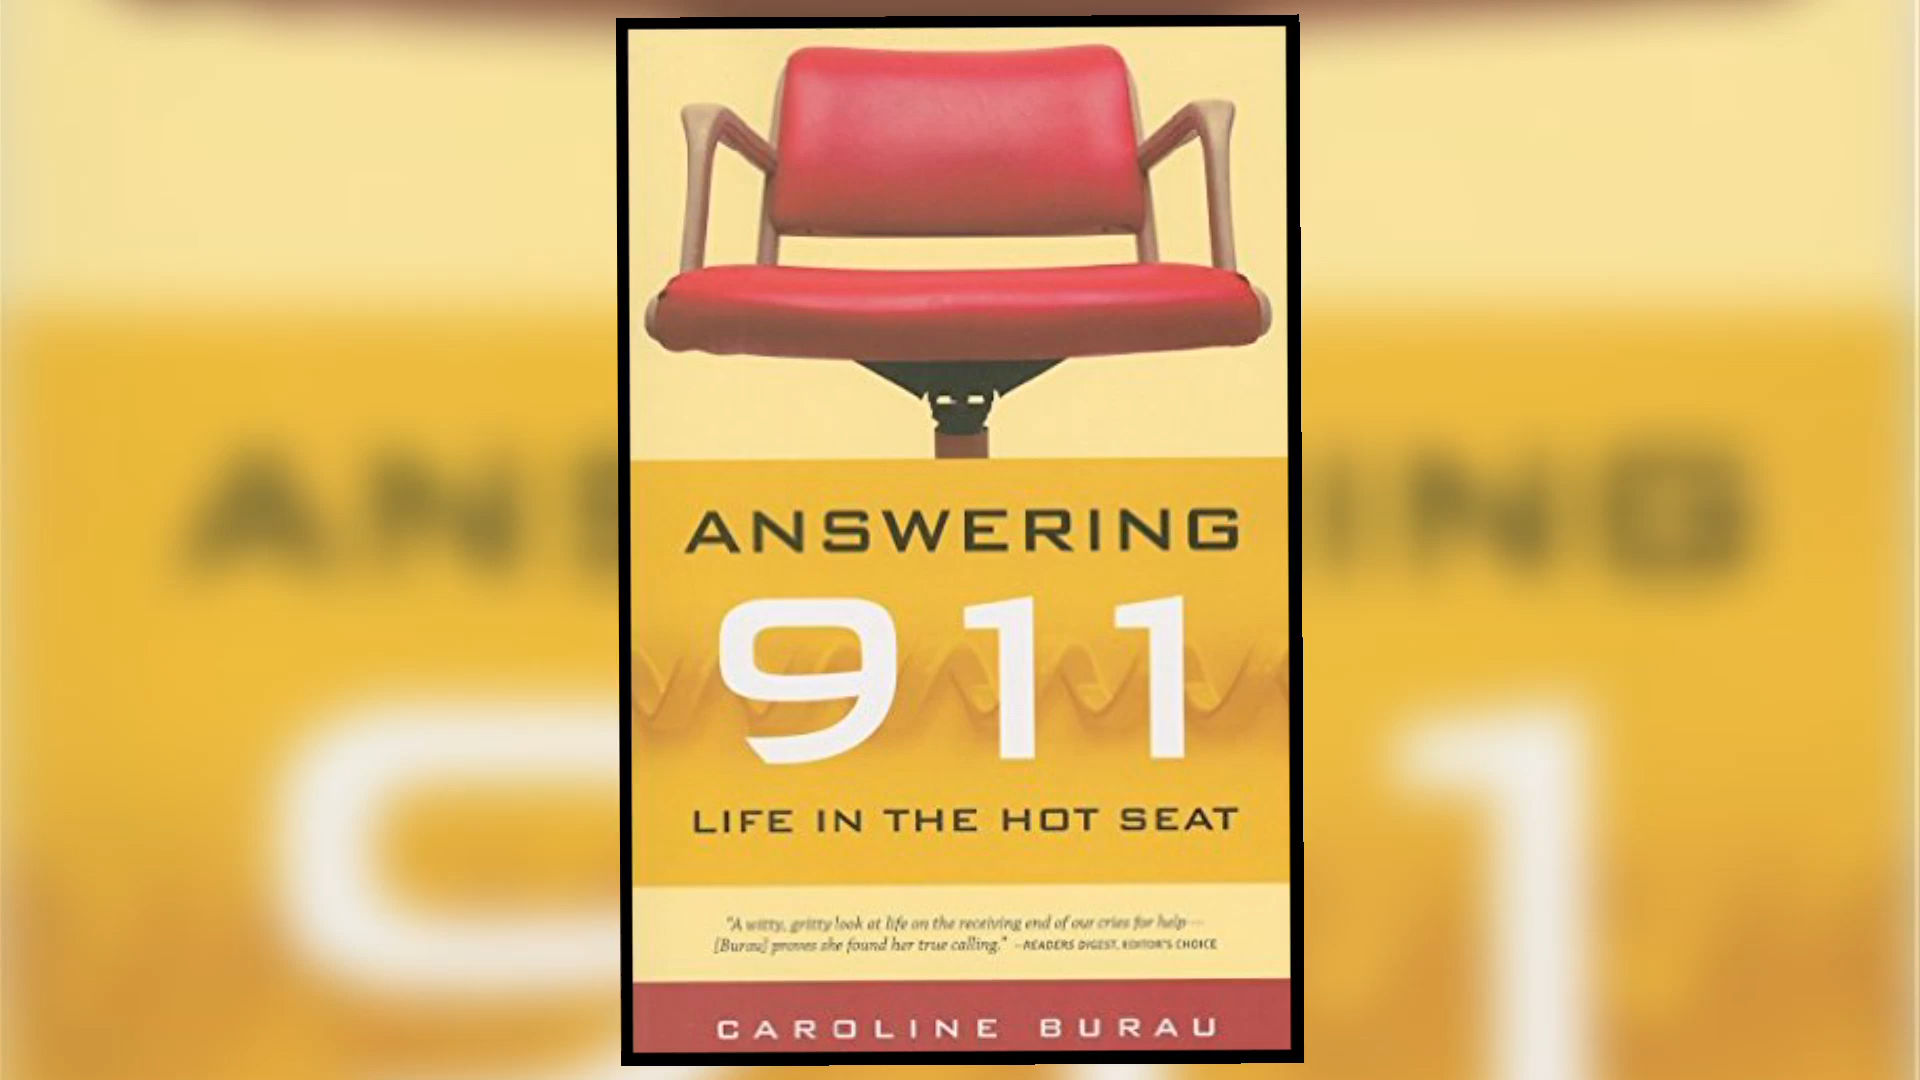 ANSWERING
911
LIFE IN THE HOT SEAT
"A witty, gritty look at life on the receiving end of our cries for help—
[Burau] proves she found her true calling." –READERS DIGEST, EDITOR'S CHOICE
CAROLINE BURAU